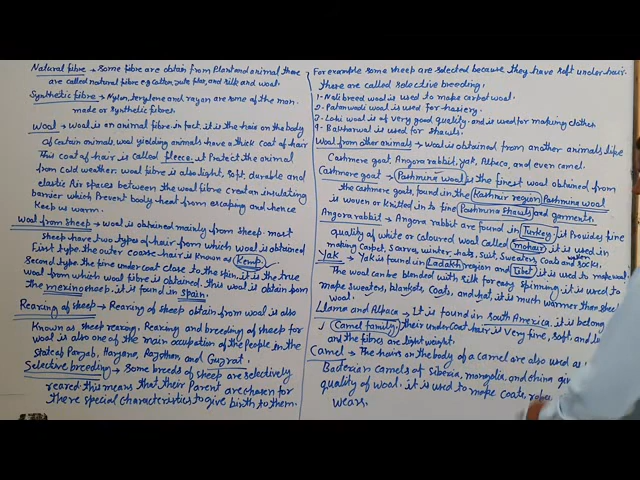 Natural fibre → Some fibre are obtain from Plant and animal these
are called natural fibre e.g cotton, jute flax, and silk and wool.
Synthetic fibre → Nylon, terylene and rayan are some of the man
made or synthetic fibres.
Wool → Wool is an animal fibre. in fact, it is the hair on the body
of certain animals, wool yielding animals have a thick coat of hair
This coat of hair is called fleece. it Protect the animal
from cold weather. wool fibre is also light, soft, durable and
elastic Air spaces between the wool fibre creat an insulating
barrier which Prevent body heat from escaping and hence
Keep us warm.
Wool from sheep → wool is obtained mainly from sheep. most
sheep have two types of hair from which wool is obtained
First type the outer coarse hair is known as Kemp.
Second type the fine under coat close to the skin, it is the true
wool from which wool fibre is obtained. This wool is obtain from
the merino sheep. it is found in Spain.
Rearing of sheep → Rearing of sheep obtain from wool is also
Known as sheep rearing. Rearing and breeding of sheep for
wool is also one of the main occupation of the People in the
state of Panjab, Haryana, Rajsthan and Gujrat.
Selective breeding → Some breeds of sheep are selectively
reared. this means that their Parent are chosen for
there special characteristics to give birth to them.
For example some sheep are selected because they have soft under hair.
these are called selective breeding.
1- Nali breed wool is used to make carpet wool.
2- Patanwadi wool is used for hosiery.
3- Lohi wool is of very good quality, and is used for making clothes
4- Basharwal is used for shawls.
Wool from other animals → wool is obtained from another animals like
Cashmere goat, Angora rabbit, yak, Alpaca, and even camel.
Cashmere goat → Pashmina wool is the finest wool obtained from
the cashmere goats, found in the Kashmir region Pashmina wool
is woven or knitted in to fine Pashmina shawls and garments.
Angora rabbit → Angora rabbit are found in Turkey. it provides fine
quality of white or coloured wool called mohair it is used in
making carpet, Sarra, winter, hats, suit, Sweaters, Coats and socks.
Yak → Yak is found in Ladakh region and Tibet it is used to make wool
The wool can be blended with silk for easy spinning. it is used to
make sweaters, blankets, Coats, and hat, it is much warmer than sheep
wool.
Llama and Alpaca → it is found in south America, it is belong
Camel family. their under coat hair is very fine, soft, and
and the fibres are light weight.
Camel → The hairs on the body of a camel are also used as
Bacterian camels of siberia, mongolia, and china
quality of wool. it is used to make coats,
wears.